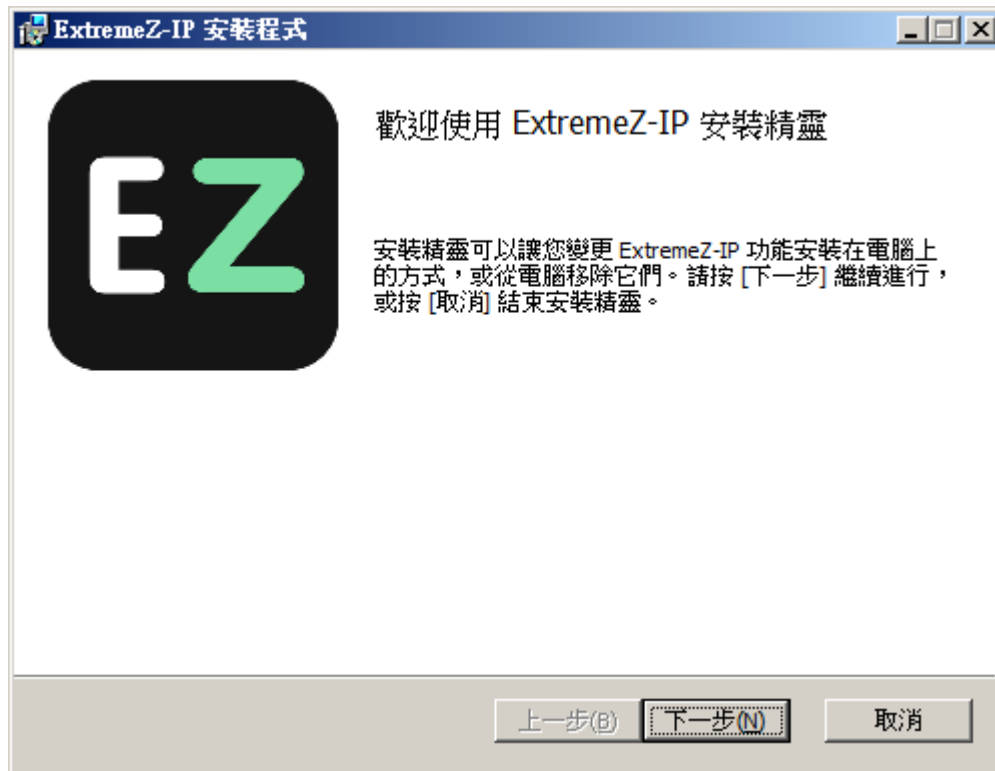 ExtremeZ-IP 安裝程式
EZ
歡迎使用 ExtremeZ-IP 安裝精靈
安裝精靈可以讓您變更 ExtremeZ-IP 功能安裝在電腦上
的方式，或從電腦移除它們。請按 [下一步] 繼續進行，
或按 [取消] 結束安裝精靈。
上一步(B) 下一步(N) 取消